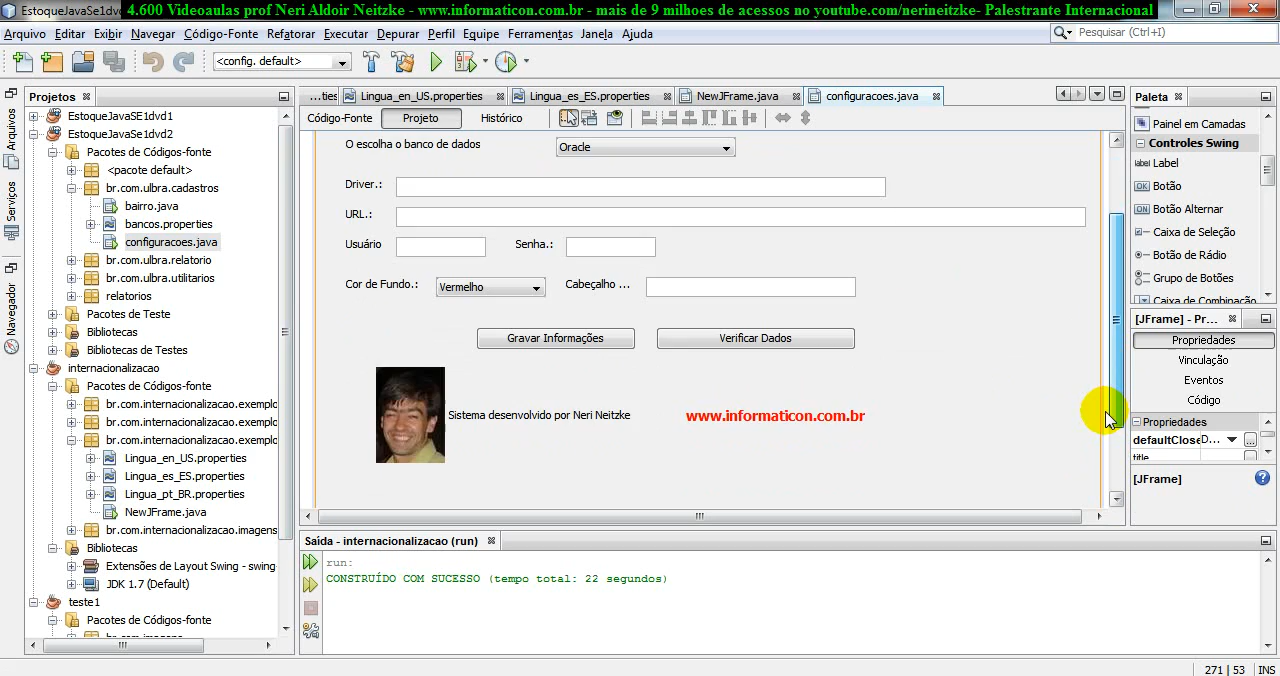 EstoqueJavaSe1dvd
4.600 Videoaulas prof Neri Aldoir Neitzke - www.informaticon.com.br - mais de 9 milhoes de acessos no youtube.com/nerineitzke- Palestrante Internacional
Arquivo Editar Exibir Navegar Código-Fonte Refatorar Executar Depurar Perfil Equipe Ferramentas Janela Ajuda
Pesquisar (Ctrl+I)
<config. default>
Projetos
...ties
Lingua_en_US.properties
Lingua_es_ES.properties
NewJFrame.java
configuracoes.java
Paleta
Código-Fonte Projeto Histórico
Arquivos
Serviços
Navegador
EstoqueJavaSE1dvd1
EstoqueJavaSE1dvd2
Pacotes de Códigos-fonte
<pacote default>
br.com.ulbra.cadastros
bairro.java
bancos.properties
configuracoes.java
br.com.ulbra.relatorio
br.com.ulbra.utilitarios
relatorios
Pacotes de Teste
Bibliotecas
Bibliotecas de Testes
internacionalizacao
Pacotes de Códigos-fonte
br.com.internacionalizacao.exemplo
br.com.internacionalizacao.exemplo
br.com.internacionalizacao.exemplo
Lingua_en_US.properties
Lingua_es_ES.properties
Lingua_pt_BR.properties
NewJFrame.java
br.com.internacionalizacao.imagens
Bibliotecas
Extensões de Layout Swing - swing-
JDK 1.7 (Default)
teste1
Pacotes de Códigos-fonte
br.com.imagens
O escolha o banco de dados
Oracle
Driver.:
URL.:
Usuário
Senha.:
Cor de Fundo.:
Vermelho
Cabeçalho ...
Gravar Informações
Verificar Dados
Sistema desenvolvido por Neri Neitzke
www.informaticon.com.br
Painel em Camadas
Controles Swing
label Label
OK Botão
ON Botão Alternar
Caixa de Seleção
Botão de Rádio
Grupo de Botões
Caixa de Combinação
[JFrame] - Pr...
Propriedades
Vinculação
Eventos
Código
Propriedades
defaultClose
D...
title
[JFrame]
Saída - internacionalizacao (run)
run:
CONSTRUÍDO COM SUCESSO (tempo total: 22 segundos)
271 | 53
INS